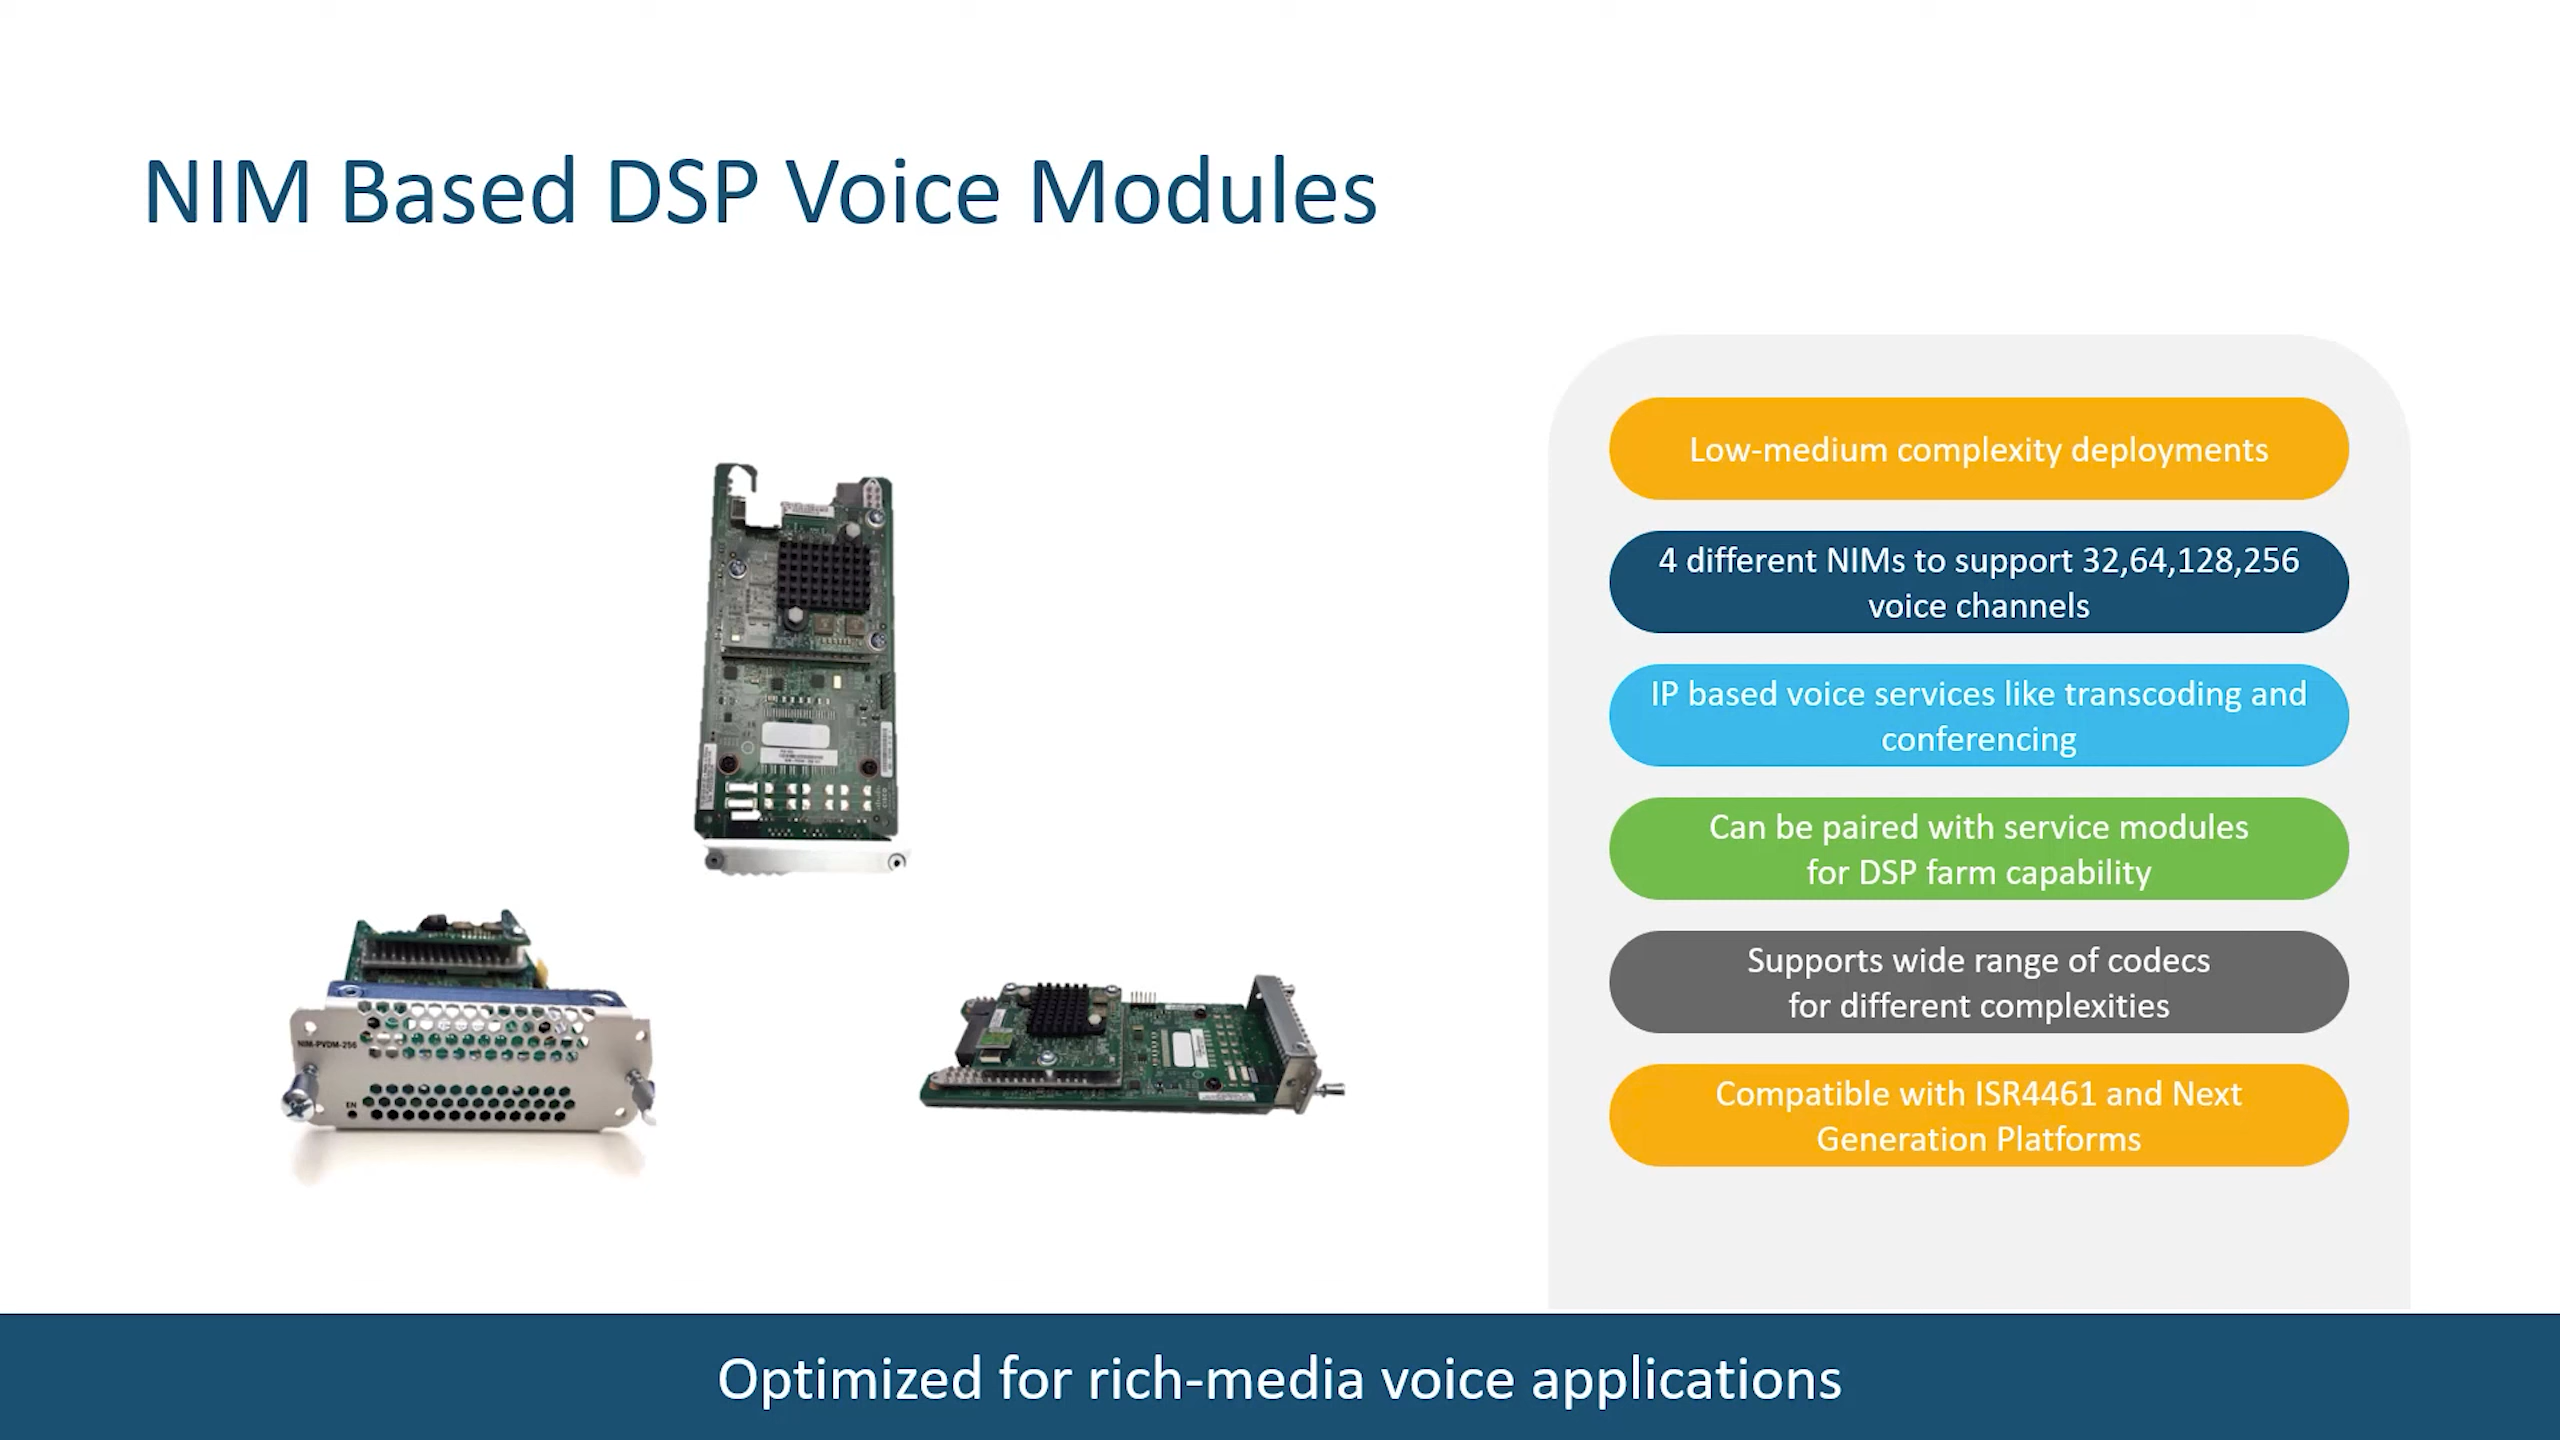 NIM Based DSP Voice Modules
Low-medium complexity deployments
4 different NIMs to support 32,64,128,256
voice channels
IP based voice services like transcoding and
conferencing
Can be paired with service modules
for DSP farm capability
Supports wide range of codecs
for different complexities
Compatible with ISR4461 and Next
Generation Platforms
NIM-PVDM-256
EN
Optimized for rich-media voice applications